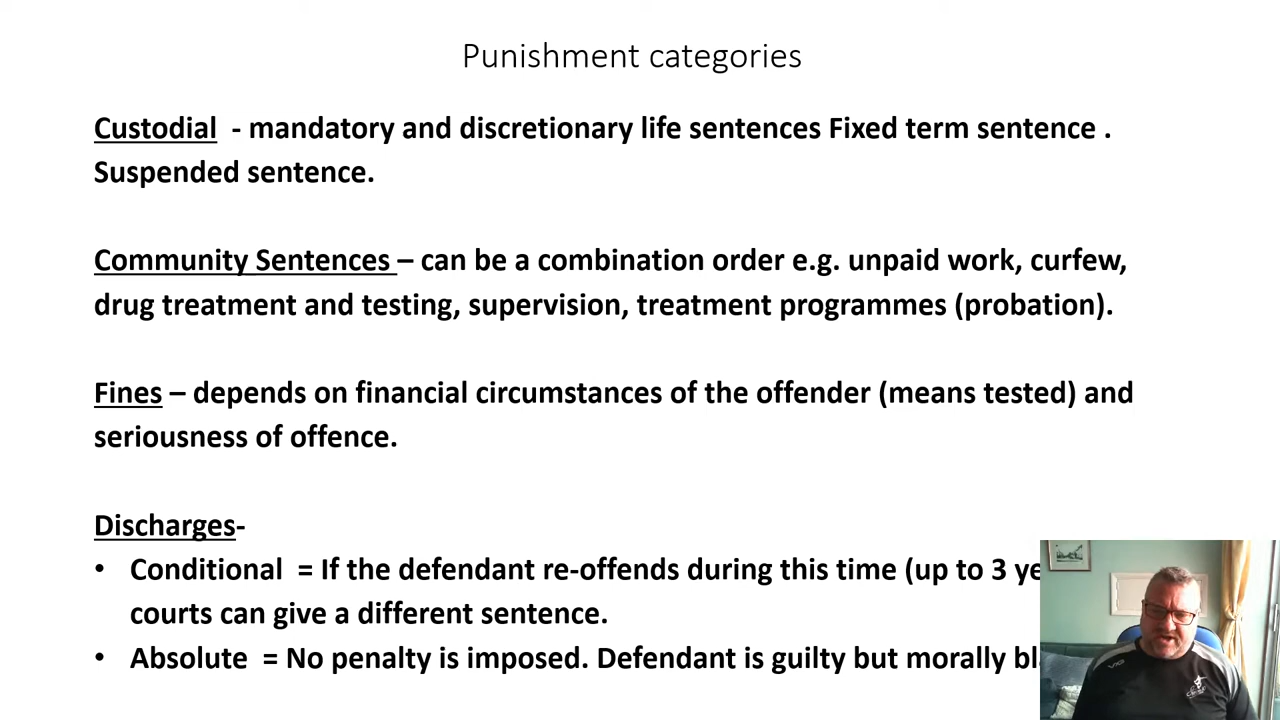 Punishment categories
Custodial - mandatory and discretionary life sentences Fixed term sentence .
Suspended sentence.
Community Sentences – can be a combination order e.g. unpaid work, curfew,
drug treatment and testing, supervision, treatment programmes (probation).
Fines – depends on financial circumstances of the offender (means tested) and
seriousness of offence.
Discharges-
• Conditional = If the defendant re-offends during this time (up to 3
courts can give a different sentence.
• Absolute = No penalty is imposed. Defendant is guilty but morally